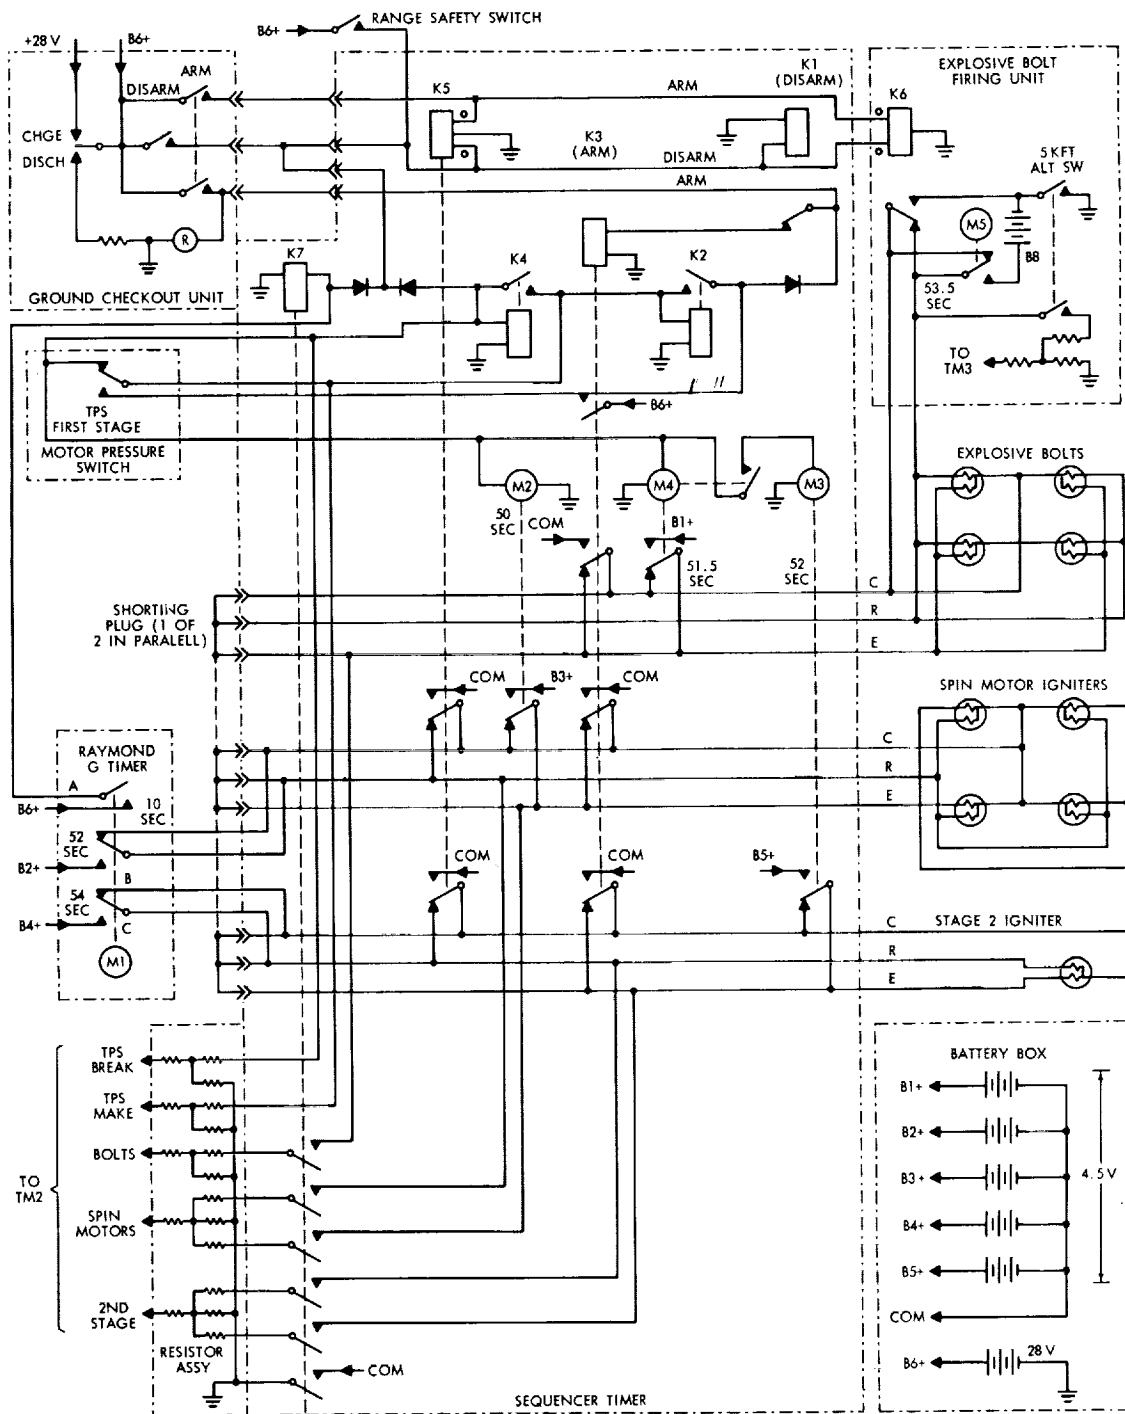 RANGE SAFETY SWITCH
B6+
+28 V
B6+
ARM
DISARM
CHGE
DISCH
R
GROUND CHECKOUT UNIT
K5
K1
(DISARM)
ARM
K3
(ARM)
DISARM
ARM
K6
EXPLOSIVE BOLT
FIRING UNIT
5 KFT
ALT SW
M5
B8
53.5
SEC
TO
TM3
K7
K4
K2
B6+
TPS
FIRST STAGE
MOTOR PRESSURE
SWITCH
M2
M4
M3
50
SEC
COM
B1+
51.5
SEC
52
SEC
EXPLOSIVE BOLTS
C
R
E
SHORTING
PLUG (1 OF
2 IN PARALELL)
COM
B3+
COM
SPIN MOTOR IGNITERS
C
R
E
RAYMOND
G TIMER
A
B6+
10
SEC
52
SEC
B2+
B
54
SEC
B4+
C
M1
COM
COM
B5+
C
STAGE 2 IGNITER
R
E
TO
TM2
TPS
BREAK
TPS
MAKE
BOLTS
SPIN
MOTORS
2ND
STAGE
RESISTOR
ASSY
COM
SEQUENCER TIMER
BATTERY BOX
B1+
B2+
B3+
4.5 V
B4+
B5+
COM
B6+
28 V